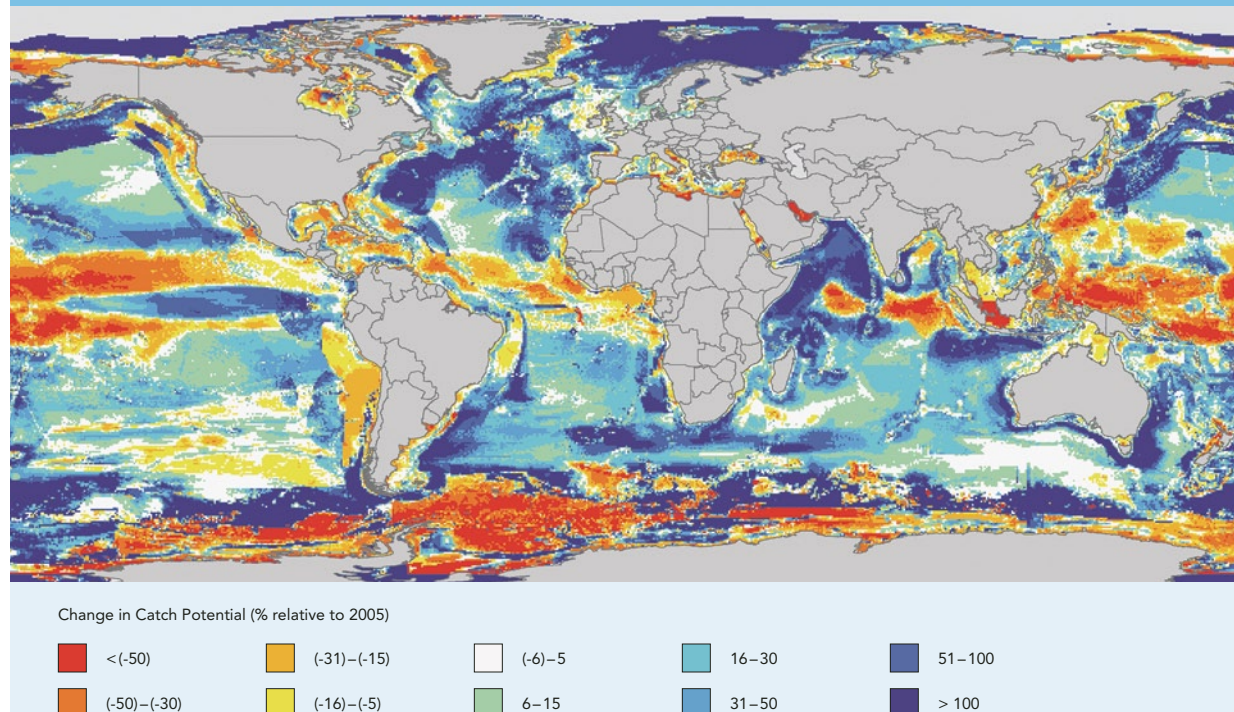 Change in Catch Potential (% relative to 2005)
<(-50) (-31)–(-15) (-6)–5 16–30 51–100
(-50)–(-30) (-16)–(-5) 6–15 31–50 > 100